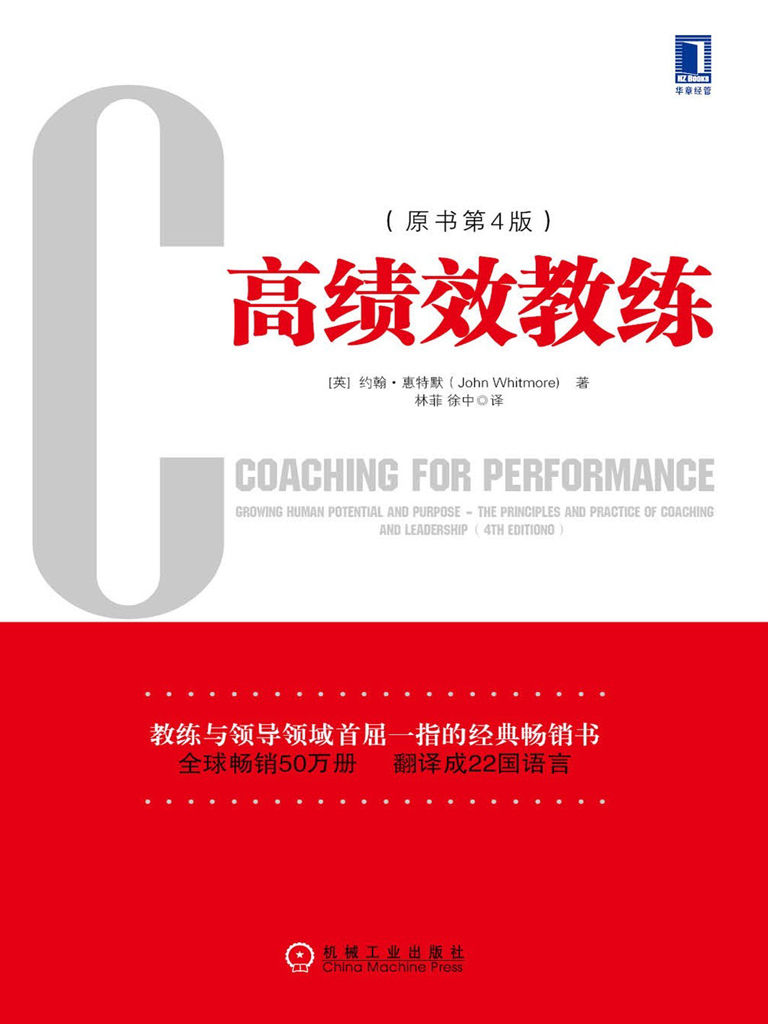 HZ Books
华章经管
(原书第4版)
高绩效教练
[英] 约翰·惠特默(John Whitmore) 著
林菲 徐中◎译
C
COACHING FOR PERFORMANCE
GROWING HUMAN POTENTIAL AND PURPOSE - THE PRINCIPLES AND PRACTICE OF COACHING
AND LEADERSHIP ( 4TH EDITIONO )
教练与领导领域首屈一指的经典畅销书
全球畅销50万册 翻译成22国语言
机械工业出版社
China Machine Press